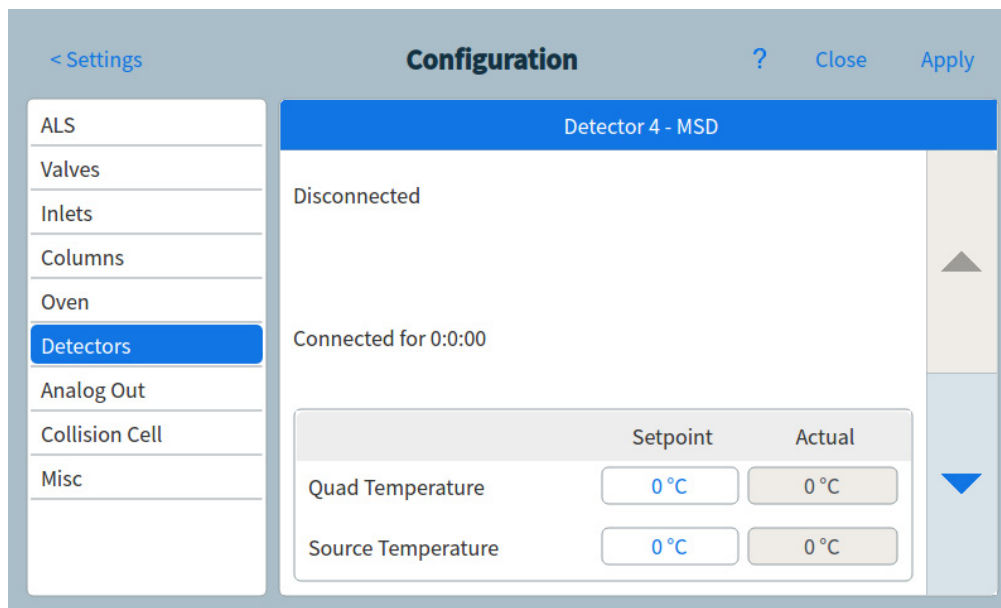 < Settings
Configuration
?
Close
Apply
ALS
Valves
Inlets
Columns
Oven
Detectors
Analog Out
Collision Cell
Misc
Detector 4 - MSD
Disconnected
Connected for 0:0:00
Setpoint Actual
Quad Temperature 0 °C 0 °C
Source Temperature 0 °C 0 °C